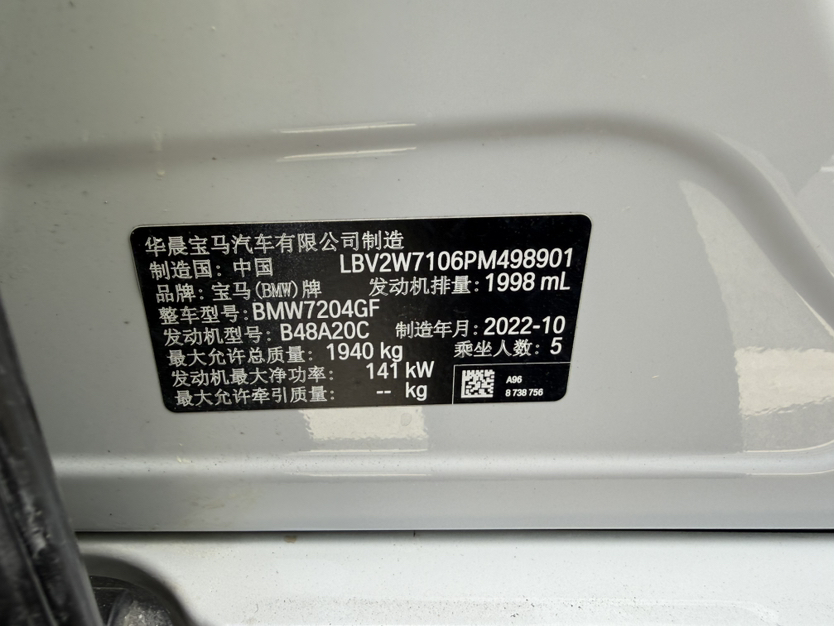 华晨宝马汽车有限公司制造
制造国: 中国 LBV2W7106PM498901
品牌: 宝马(BMW)牌 发动机排量: 1998 mL
整车型号: BMW7204GF
发动机型号: B48A20C 制造年月: 2022-10
最大允许总质量: 1940 kg 乘坐人数: 5
发动机最大净功率: 141 kW
最大允许牵引质量: -- kg
A96
8 738 756